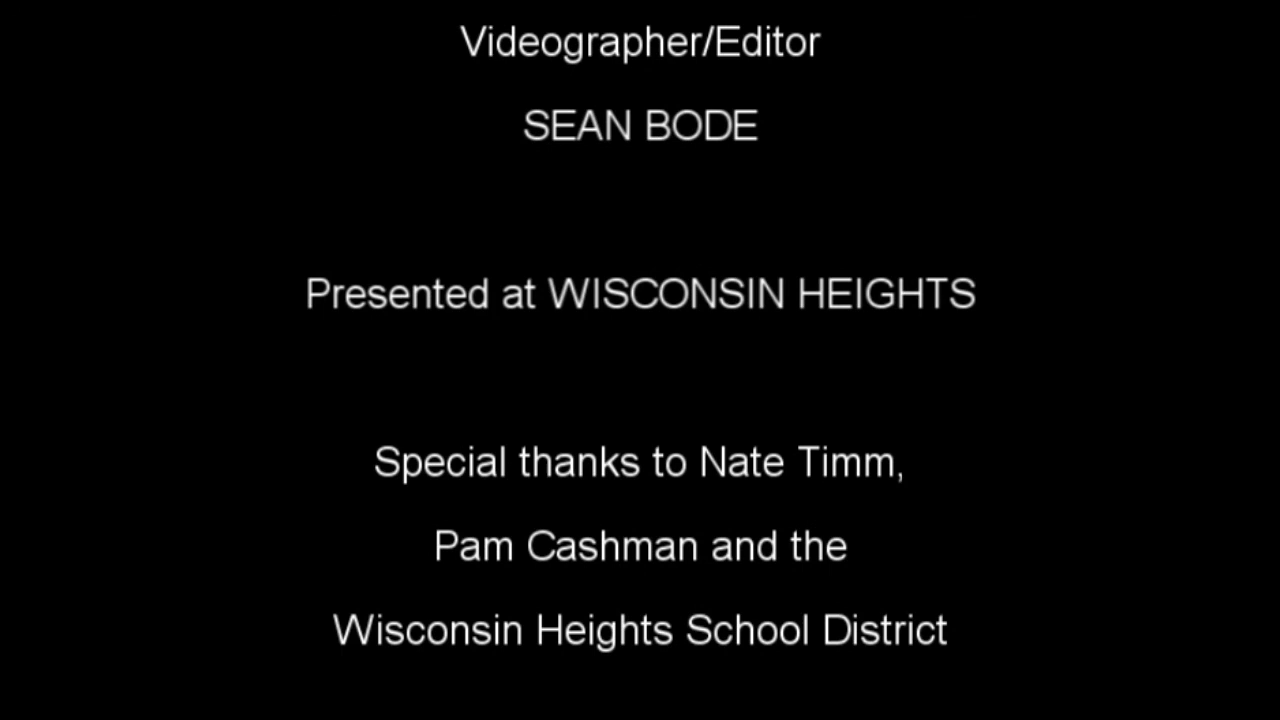 Videographer/Editor
SEAN BODE
Presented at WISCONSIN HEIGHTS
Special thanks to Nate Timm,
Pam Cashman and the
Wisconsin Heights School District